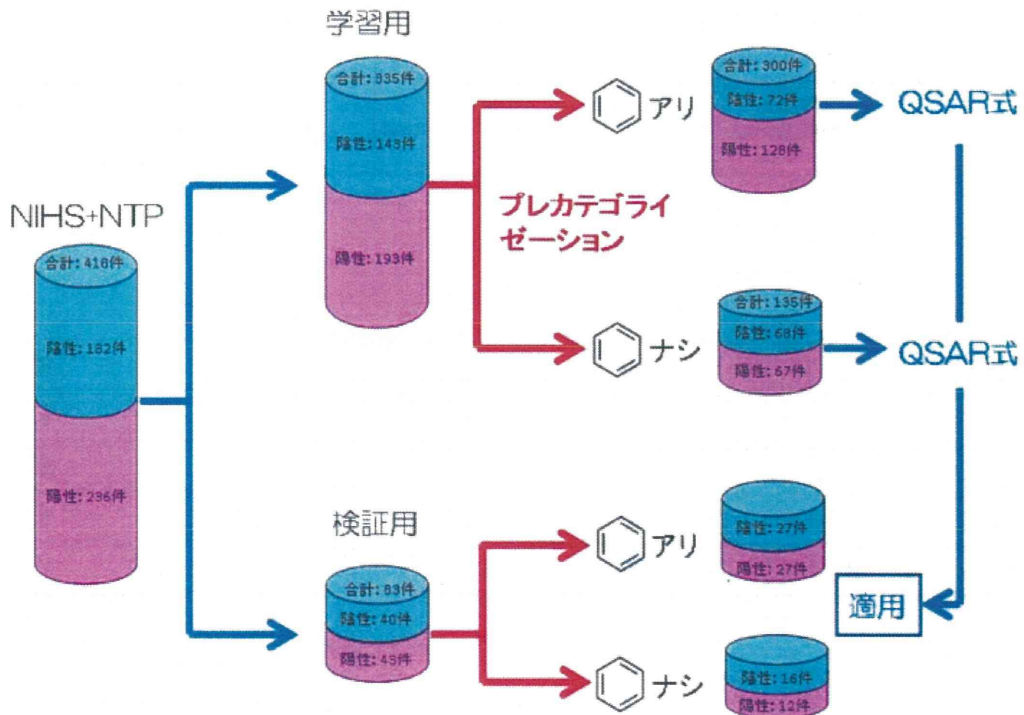 学習用
合計: 335件
陰性: 143件
陽性: 193件
アリ
合計: 300件
陰性: 72件
陽性: 128件
QSAR式
プレカテゴライ
ゼーション
NIHS+NTP
合計: 418件
陰性: 182件
陽性: 236件
ナシ
合計: 135件
陰性: 68件
陽性: 67件
QSAR式
検証用
合計: 83件
陰性: 40件
陽性: 43件
アリ
陰性: 27件
陽性: 27件
適用
ナシ
陰性: 16件
陽性: 12件